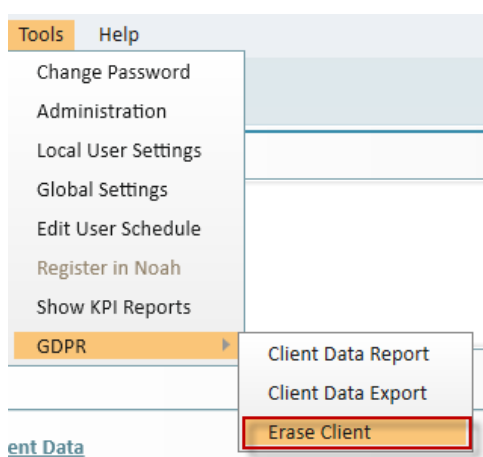 Tools Help
Change Password
Administration
Local User Settings
Global Settings
Edit User Schedule
Register in Noah
Show KPI Reports
GDPR
Client Data Report
Client Data Export
Erase Client
ent Data